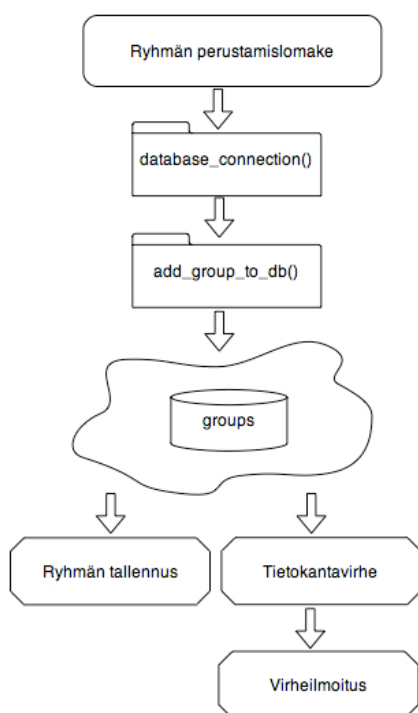 Ryhmän perustamislomake
database_connection()
add_group_to_db()
groups
Ryhmän tallennus
Tietokantavirhe
Virheilmoitus